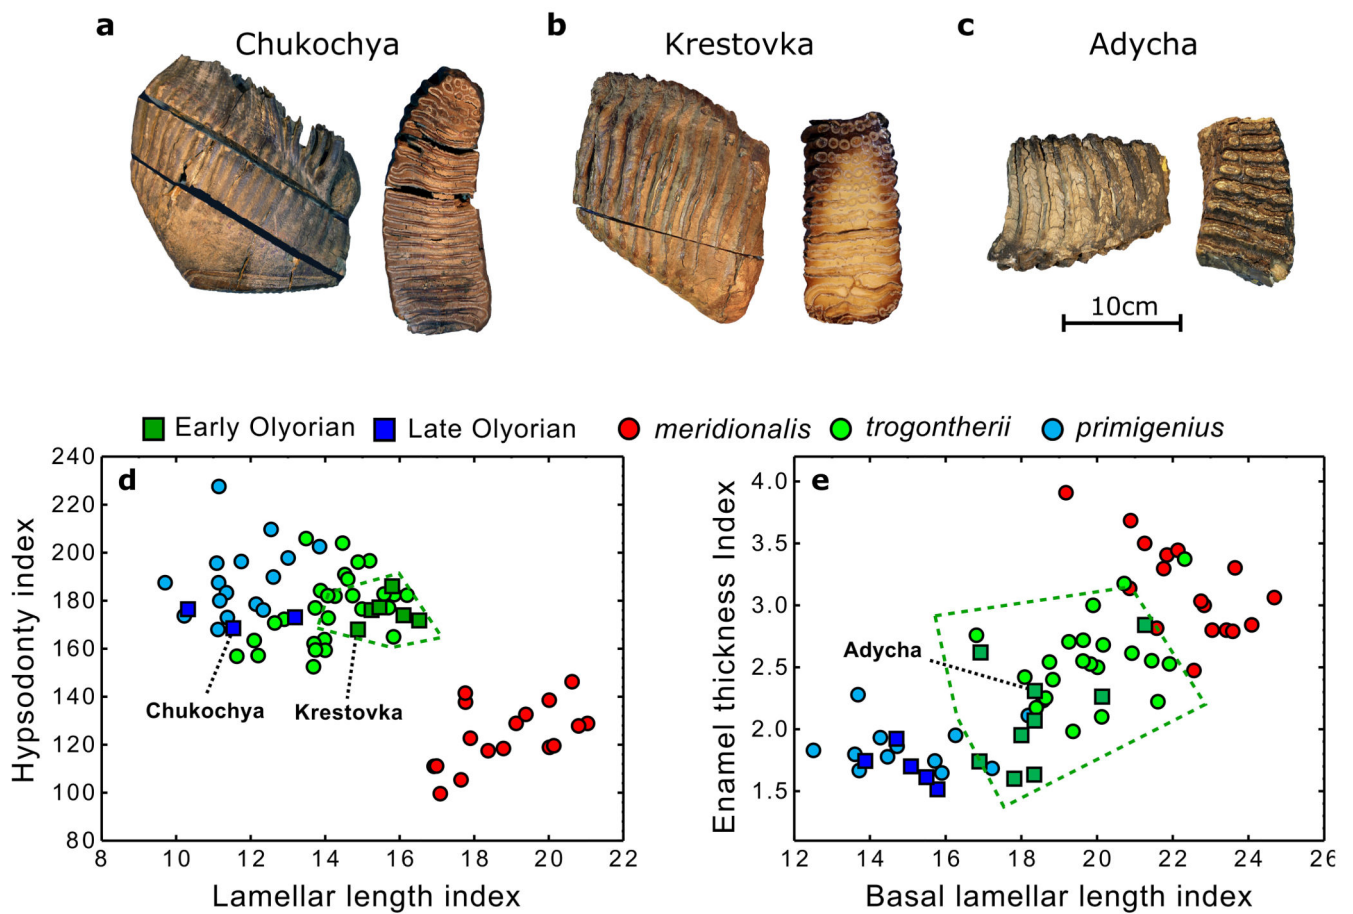 a
Chukochya
b
Krestovka
c
Adycha
10cm
Early Olyorian
Late Olyorian
meridionalis
trogontherii
primigenius
d
Hypsodonty index
240
220
200
180
160
140
120
100
80
Chukochya
Krestovka
8
10
12
14
16
18
20
22
Lamellar length index
e
Enamel thickness Index
4.0
3.5
3.0
2.5
2.0
1.5
Adycha
12
14
16
18
20
22
24
26
Basal lamellar length index